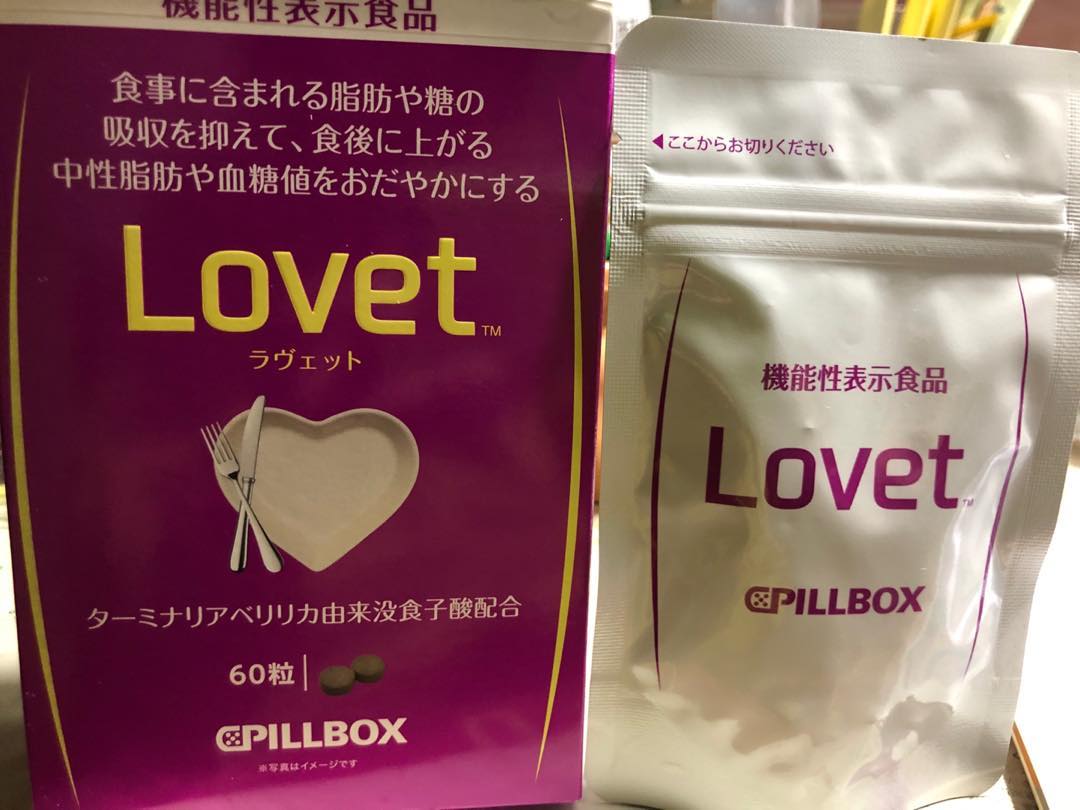 機能性表示食品
食事に含まれる脂肪や糖の
吸収を抑えて、食後に上がる
中性脂肪や血糖値をおだやかにする
Lovet™
ラヴェット
ターミナリアベリリカ由来没食子酸配合
60粒
PILLBOX
※写真はイメージです
◀ここからお切りください
機能性表示食品
Lovet™
PILLBOX